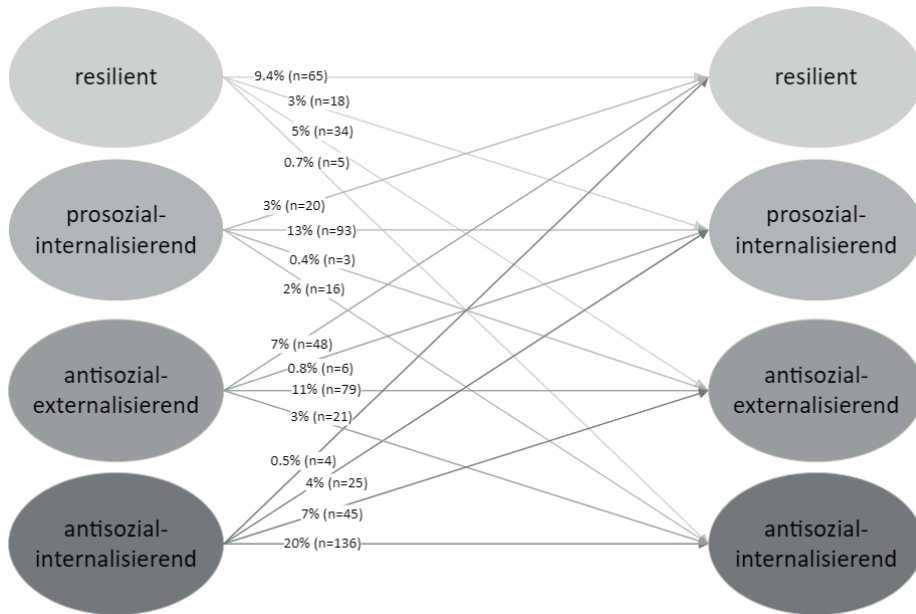 resilient
9.4% (n=65)
3% (n=18)
5% (n=34)
0.7% (n=5)
resilient
prosozial-
internalisierend
3% (n=20)
13% (n=93)
0.4% (n=3)
2% (n=16)
prosozial-
internalisierend
antisozial-
externalisierend
7% (n=48)
0.8% (n=6)
11% (n=79)
3% (n=21)
antisozial-
externalisierend
antisozial-
internalisierend
0.5% (n=4)
4% (n=25)
7% (n=45)
20% (n=136)
antisozial-
internalisierend